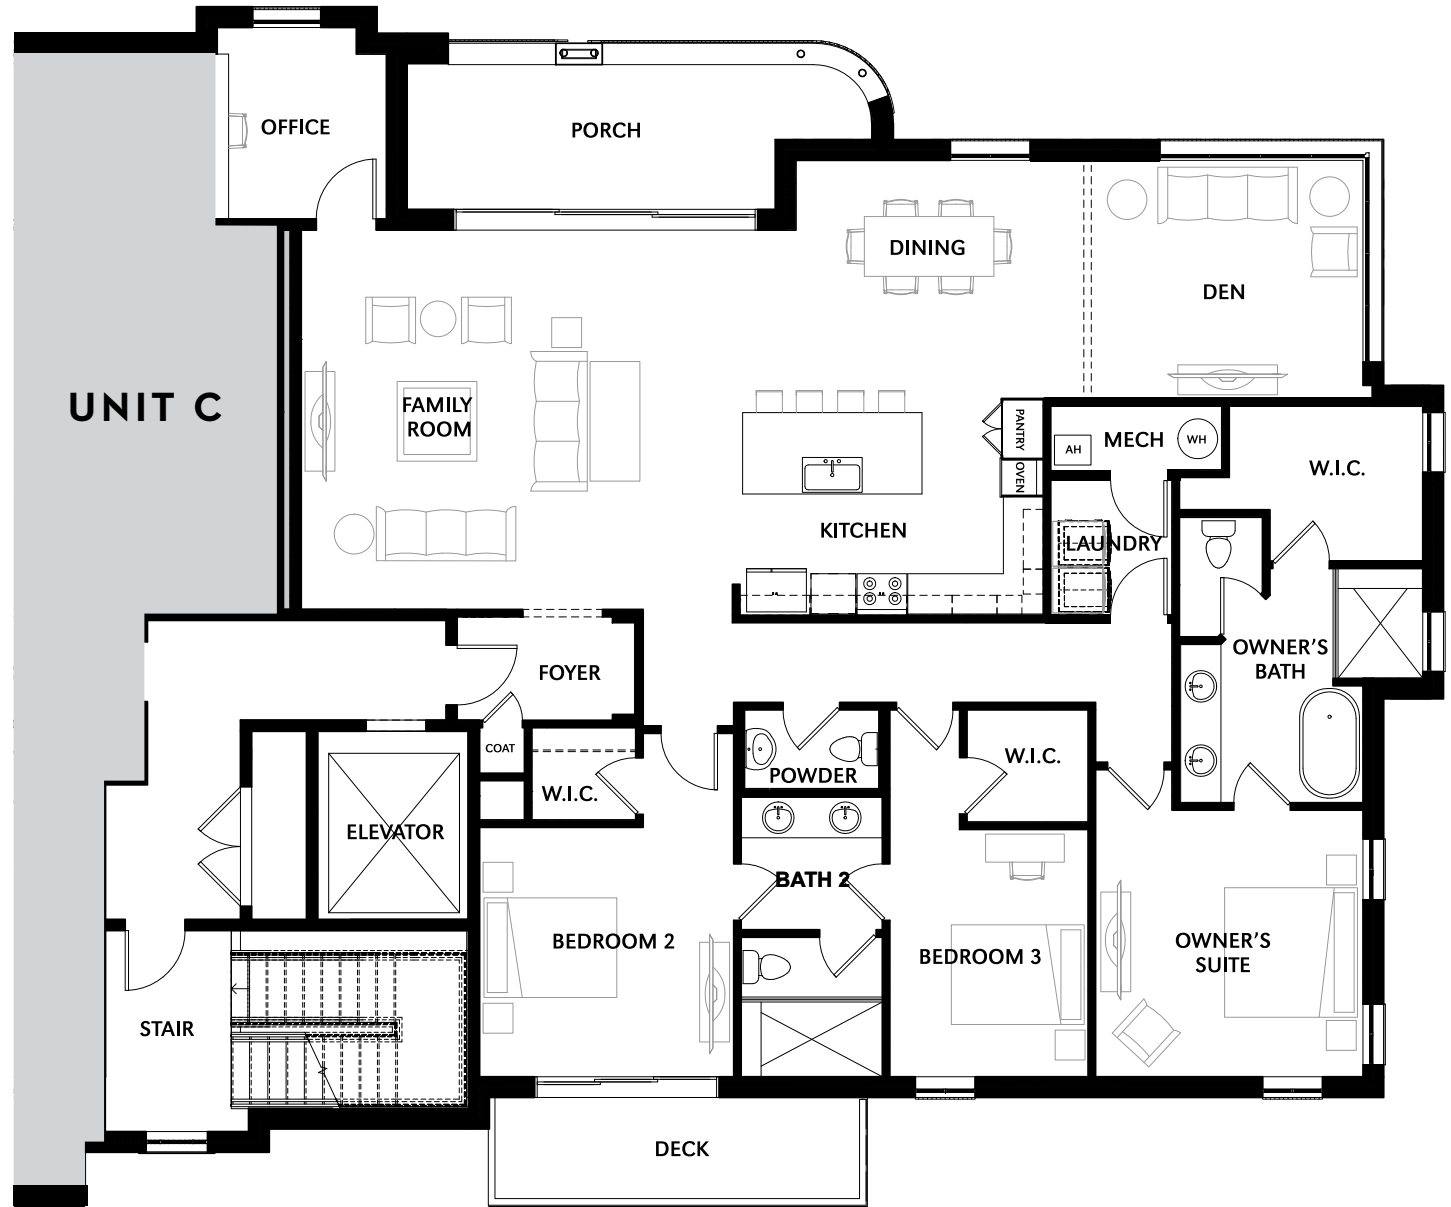 OFFICE
PORCH
DINING
DEN
UNIT C
FAMILY
ROOM
PANTRY
MECH
AH
WH
W.I.C.
OVEN
KITCHEN
LAUNDRY
FOYER
OWNER'S
BATH
COAT
W.I.C.
POWDER
W.I.C.
ELEVATOR
BATH 2
BEDROOM 2
BEDROOM 3
OWNER'S
SUITE
STAIR
DECK